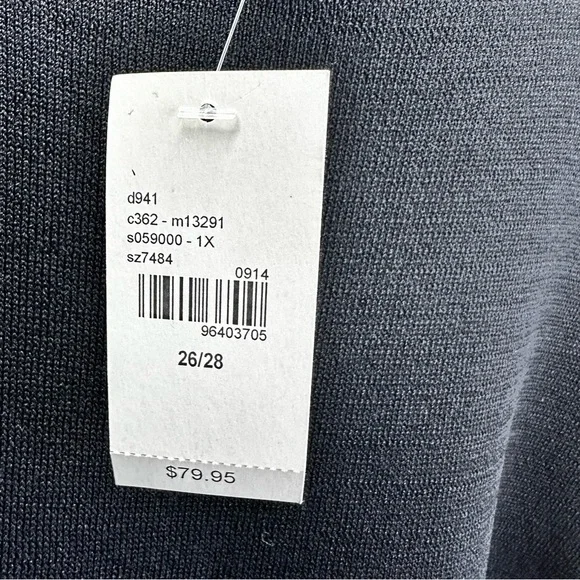 d941
c362 - m13291
s059000 - 1X
sz7484
0914
96403705
26/28
$79.95